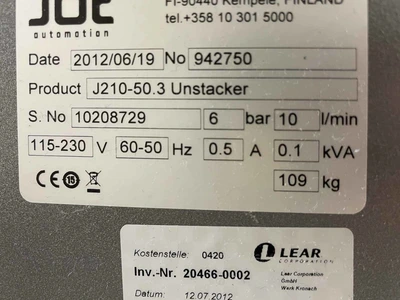 JOT
automation
FI-90440 Kempele, FINLAND
tel.+358 10 301 5000
Date 2012/06/19 No 942750
Product J210-50.3 Unstacker
S. No 10208729 6 bar 10 l/min
115-230 V 60-50 Hz 0.5 A 0.1 kVA
CE 15 109 kg
Kostenstelle: 0420 LEAR
CORPORATION
Inv.-Nr. 20466-0002 Lear Corporation
GmbH
Werk Kronach
Datum: 12.07.2012